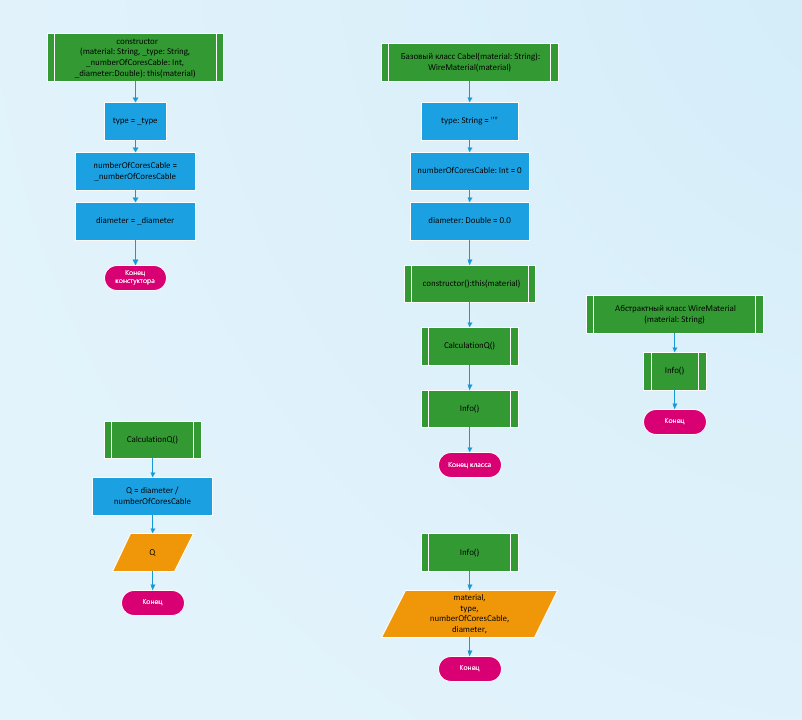 constructor
(material: String, _type: String,
_numberOfCoresCable: Int,
_diameter:Double): this(material)
type = _type
numberOfCoresCable =
_numberOfCoresCable
diameter = _diameter
Конец
констуктора
Базовый класс Cabel(material: String):
WireMaterial(material)
type: String = ""
numberOfCoresCable: Int = 0
diameter: Double = 0.0
constructor():this(material)
CalculationQ()
Info()
Конец класса
Абстрактный класс WireMaterial
(material: String)
Info()
Конец
CalculationQ()
Q = diameter /
numberOfCoresCable
Q
Конец
Info()
material,
type,
numberOfCoresCable,
diameter,
Конец